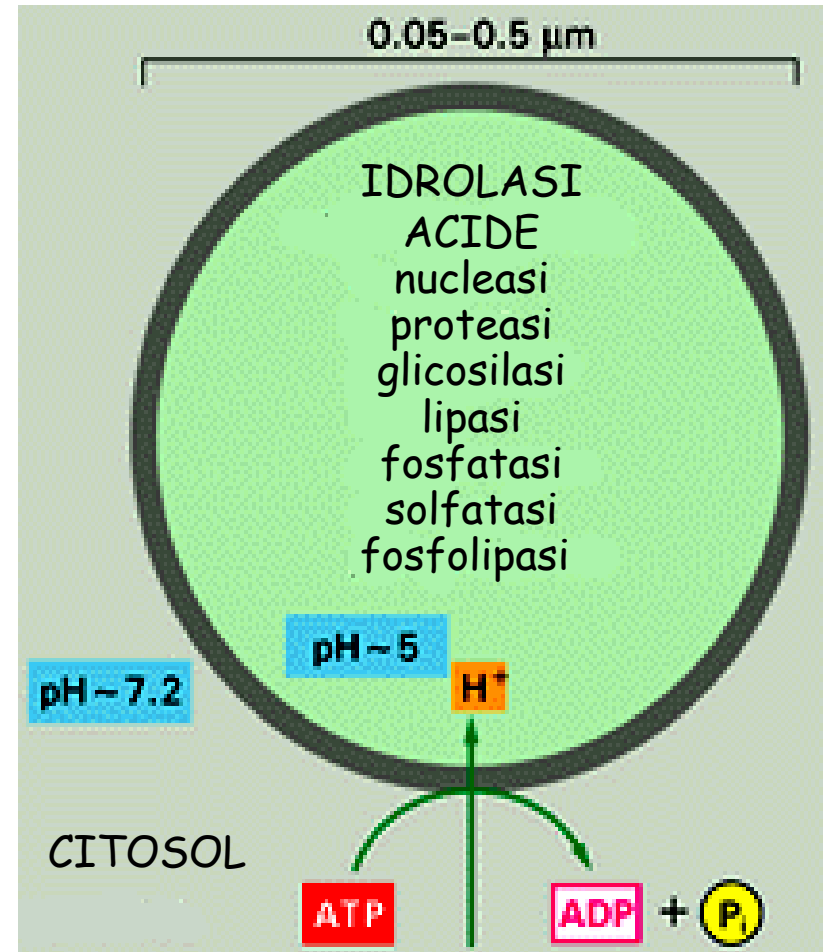 0.05–0.5 µm
IDROLASI
ACIDE
nucleasi
proteasi
glicosilasi
lipasi
fosfatasi
solfatasi
fosfolipasi
pH~5
H⁺
pH~7.2
CITOSOL
ATP
ADP + Pᵢ